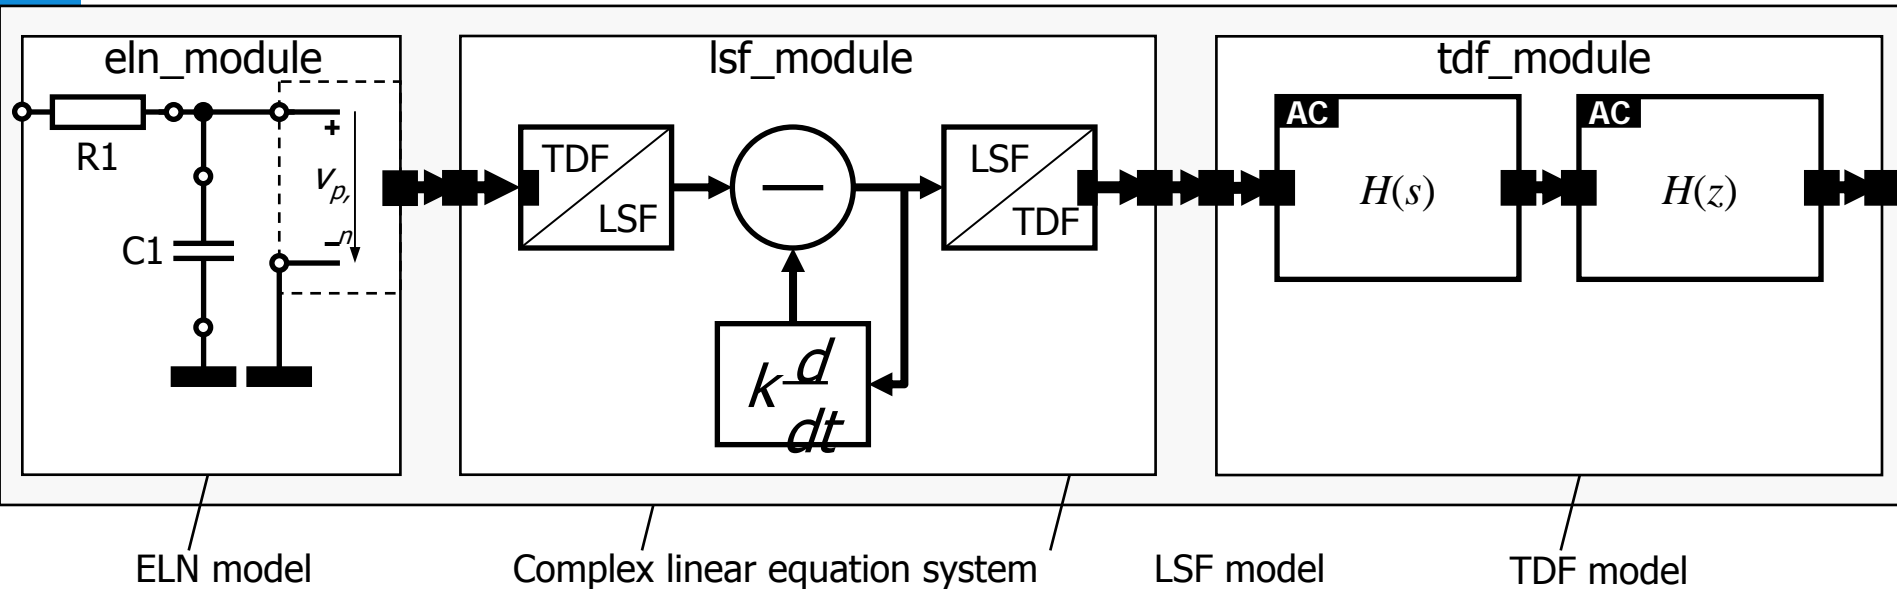 eln_module
lsf_module
tdf_module
R1
+
v p,
n
−
C1
TDF
LSF
—
LSF
TDF
k d
dt
AC
H(s)
AC
H(z)
ELN model
Complex linear equation system
LSF model
TDF model